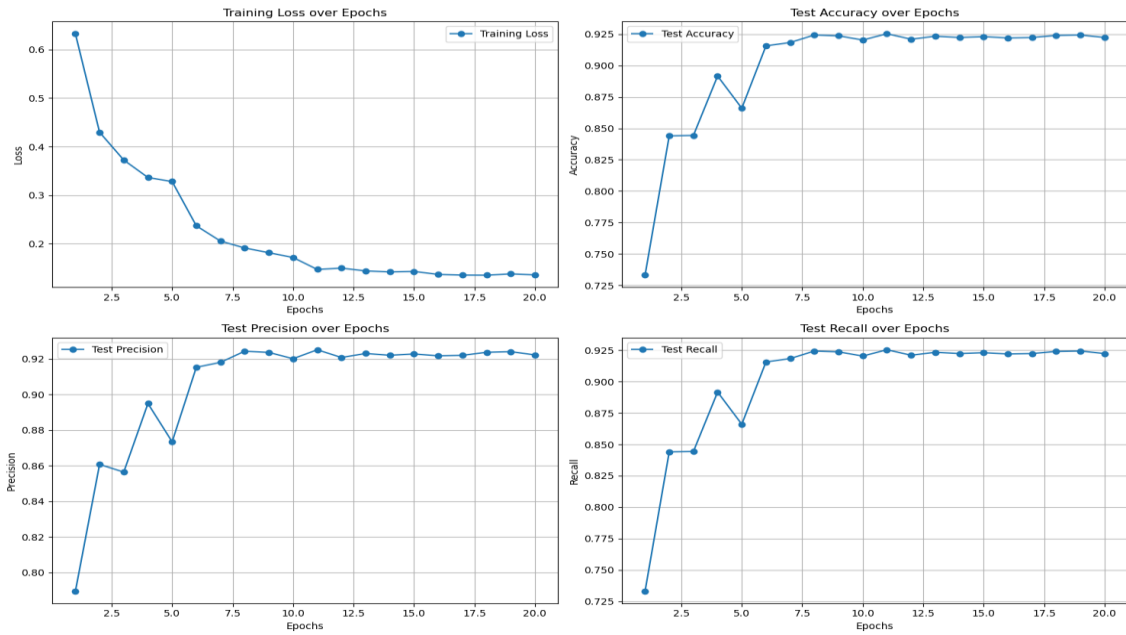 Training Loss over Epochs
Training Loss
Loss
0.6
0.5
0.4
0.3
0.2
2.5 5.0 7.5 10.0 12.5 15.0 17.5 20.0
Epochs
Test Accuracy over Epochs
Test Accuracy
Accuracy
0.925
0.900
0.875
0.850
0.825
0.800
0.775
0.750
0.725
2.5 5.0 7.5 10.0 12.5 15.0 17.5 20.0
Epochs
Test Precision over Epochs
Test Precision
Precision
0.92
0.90
0.88
0.86
0.84
0.82
0.80
2.5 5.0 7.5 10.0 12.5 15.0 17.5 20.0
Epochs
Test Recall over Epochs
Test Recall
Recall
0.925
0.900
0.875
0.850
0.825
0.800
0.775
0.750
0.725
2.5 5.0 7.5 10.0 12.5 15.0 17.5 20.0
Epochs